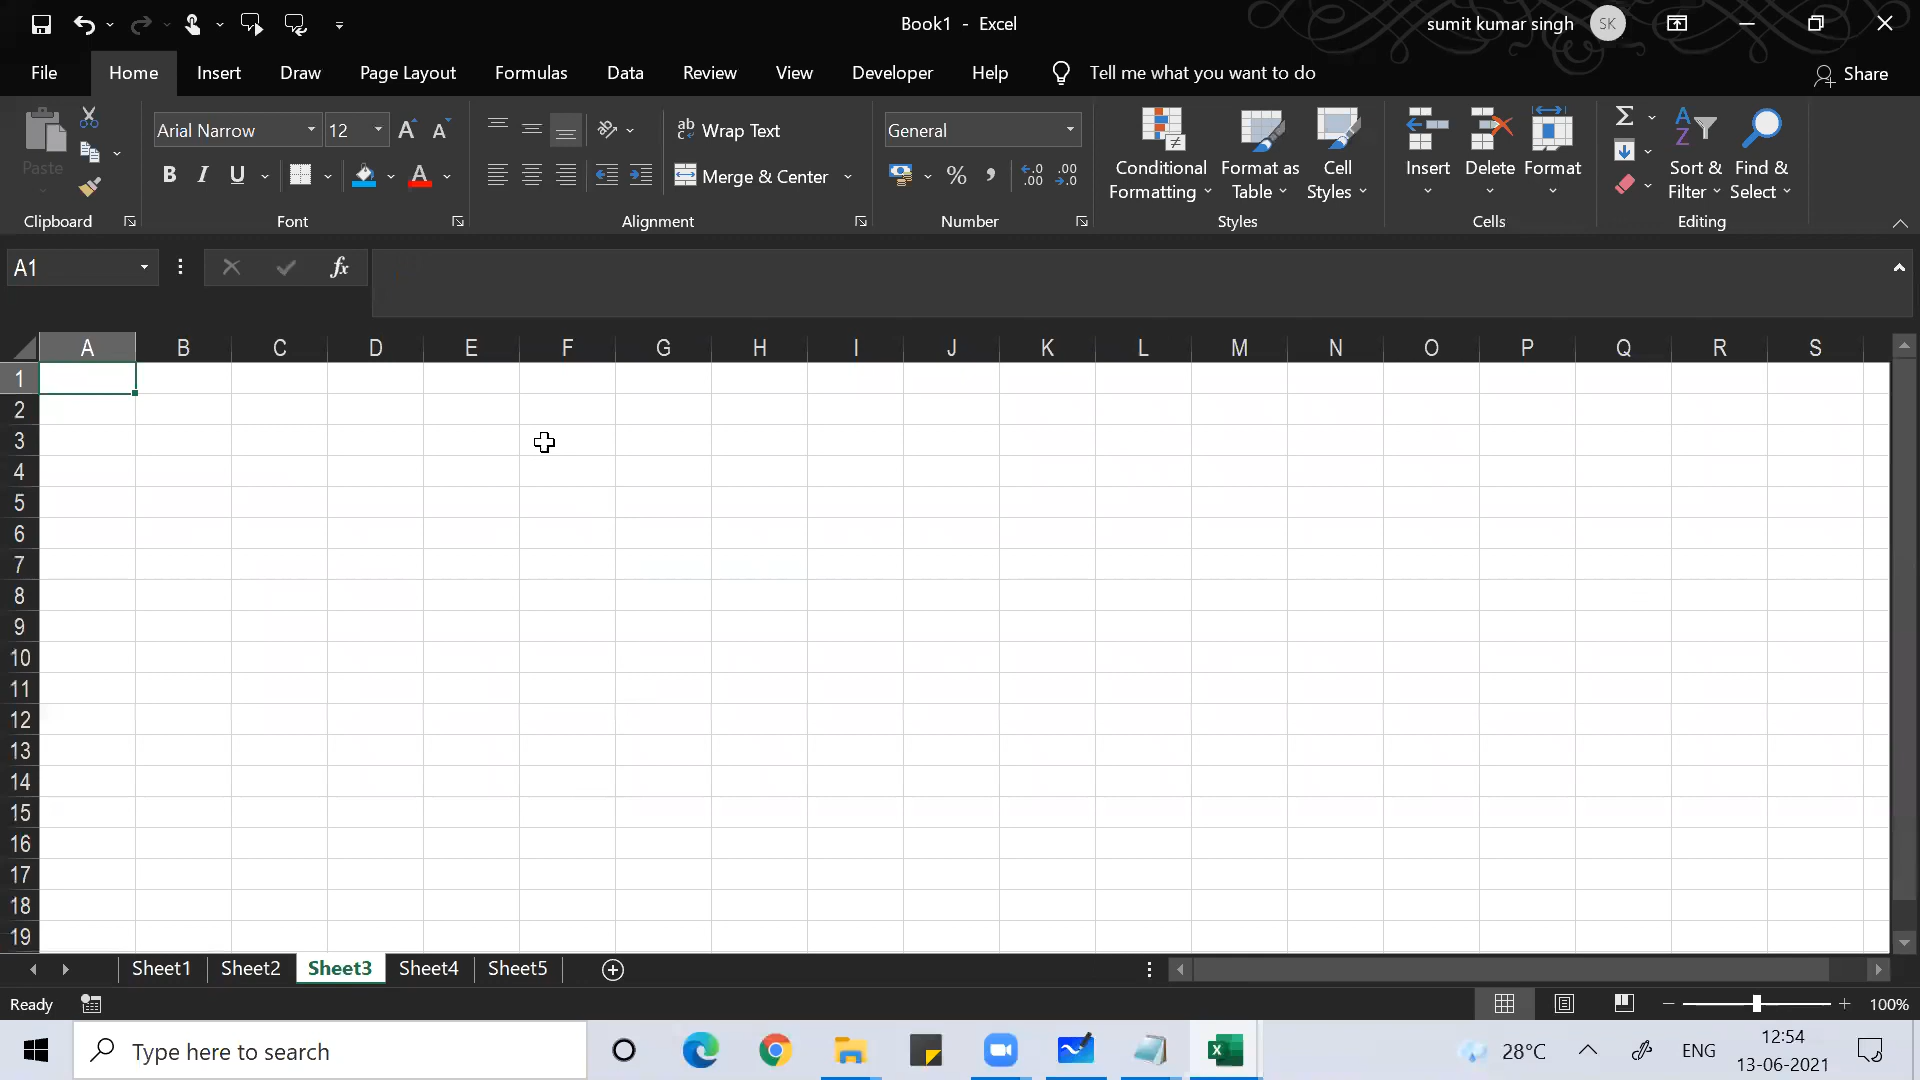 Book1 - Excel
sumit kumar singh
SK
File Home Insert Draw Page Layout Formulas Data Review View Developer Help Tell me what you want to do Share
Paste
Clipboard
Arial Narrow 12
A A
B I U A
Font
ab Wrap Text
Merge & Center
Alignment
General
% , .0 .00 .00 .0
Number
Conditional Formatting
Format as Table
Cell Styles
Styles
Insert Delete Format
Cells
Σ
Sort & Filter
Find & Select
Editing
A1 fx
A B C D E F G H I J K L M N O P Q R S
1
2
3
4
5
6
7
8
9
10
11
12
13
14
15
16
17
18
19
Sheet1 Sheet2 Sheet3 Sheet4 Sheet5
Ready 100%
Type here to search
28°C ENG 12:54
13-06-2021